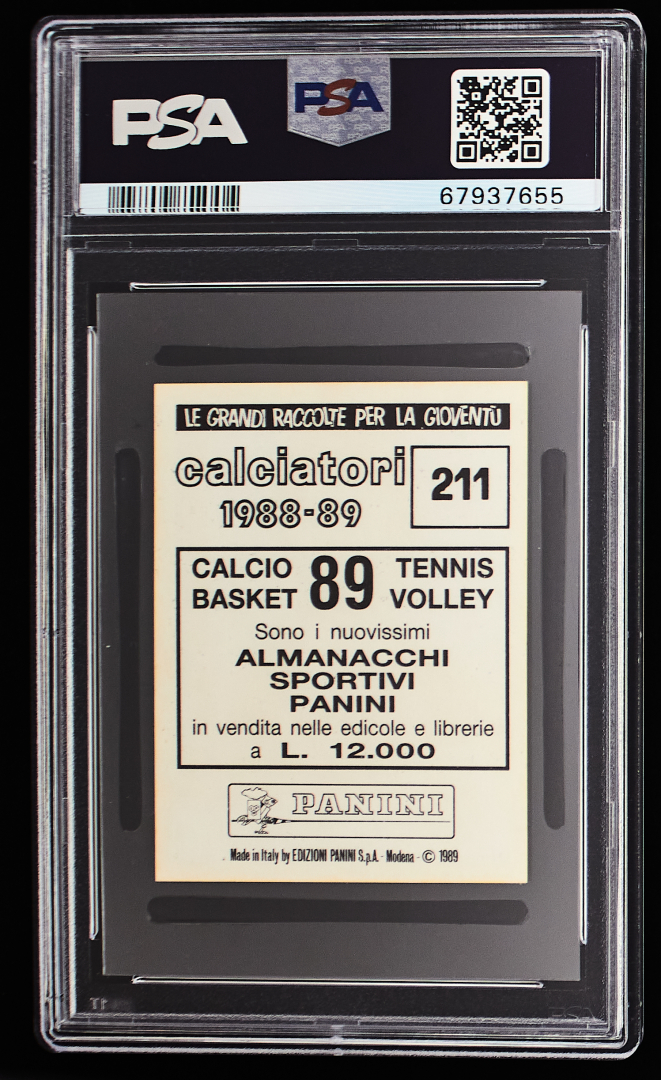 PSA PSA
67937655
LE GRANDI RACCOLTE PER LA GIOVENTÙ
calciatori
1988-89
211
CALCIO 89 TENNIS
BASKET VOLLEY
Sono i nuovissimi
ALMANACCHI
SPORTIVI
PANINI
in vendita nelle edicole e librerie
a L. 12.000
PANINI
Made in Italy by EDIZIONI PANINI S.p.A. - Modena - © 1989